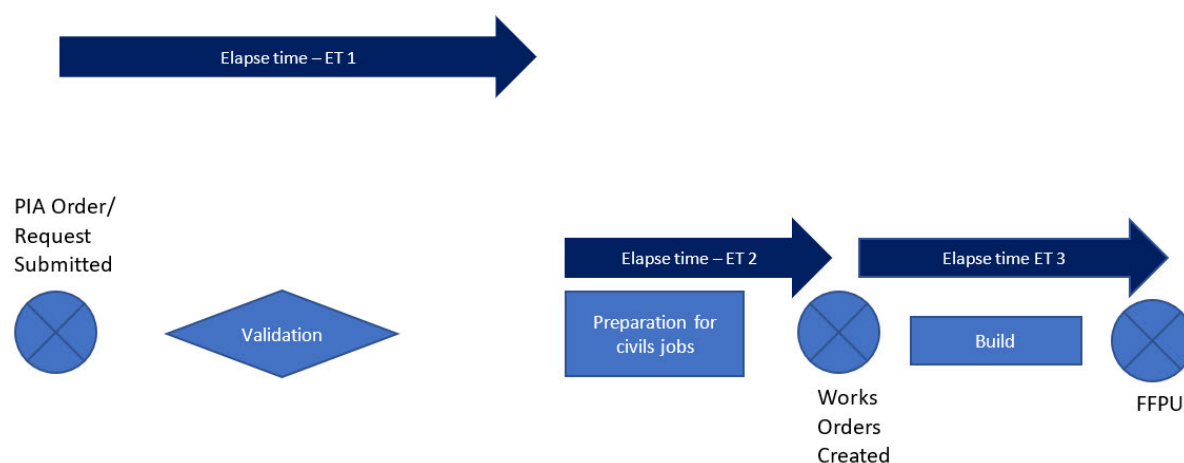 Elapse time – ET 1
PIA Order/
Request
Submitted
Elapse time – ET 2
Elapse time ET 3
Validation
Preparation for
civils jobs
Build
Works
Orders
Created
FFPU